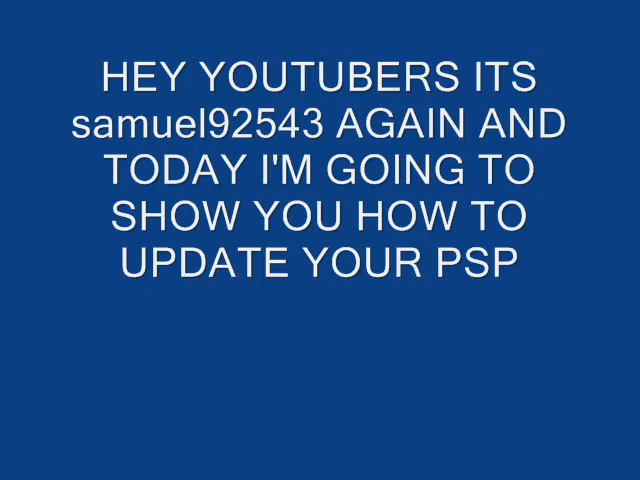 HEY YOUTUBERS ITS
samuel92543 AGAIN AND
TODAY I'M GOING TO
SHOW YOU HOW TO
UPDATE YOUR PSP